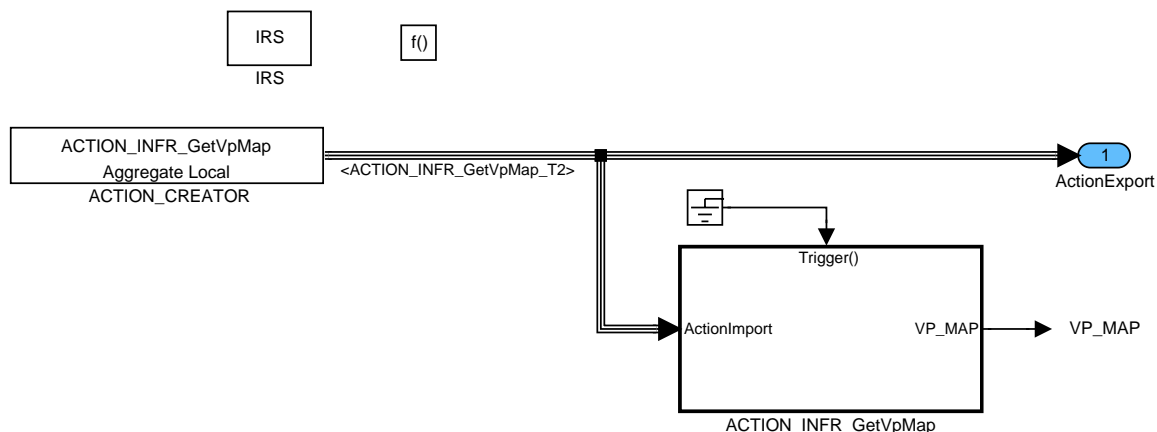 IRS
f()
IRS
ACTION_INFR_GetVpMap
Aggregate Local
ACTION_CREATOR
<ACTION_INFR_GetVpMap_T2>
1
ActionExport
Trigger()
ActionImport
VP_MAP
VP_MAP
ACTION_INFR_GetVpMap